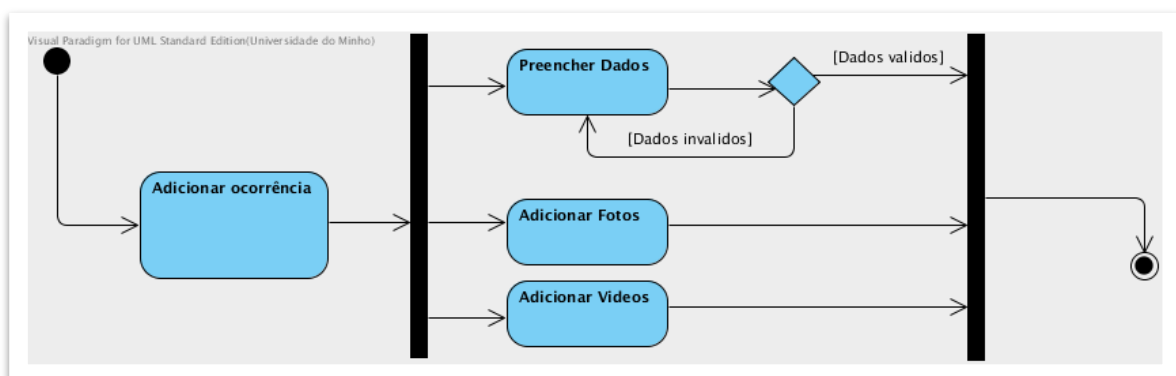 Visual Paradigm for UML Standard Edition(Universidade do Minho)
Preencher Dados
[Dados validos]
[Dados invalidos]
Adicionar ocorrência
Adicionar Fotos
Adicionar Videos